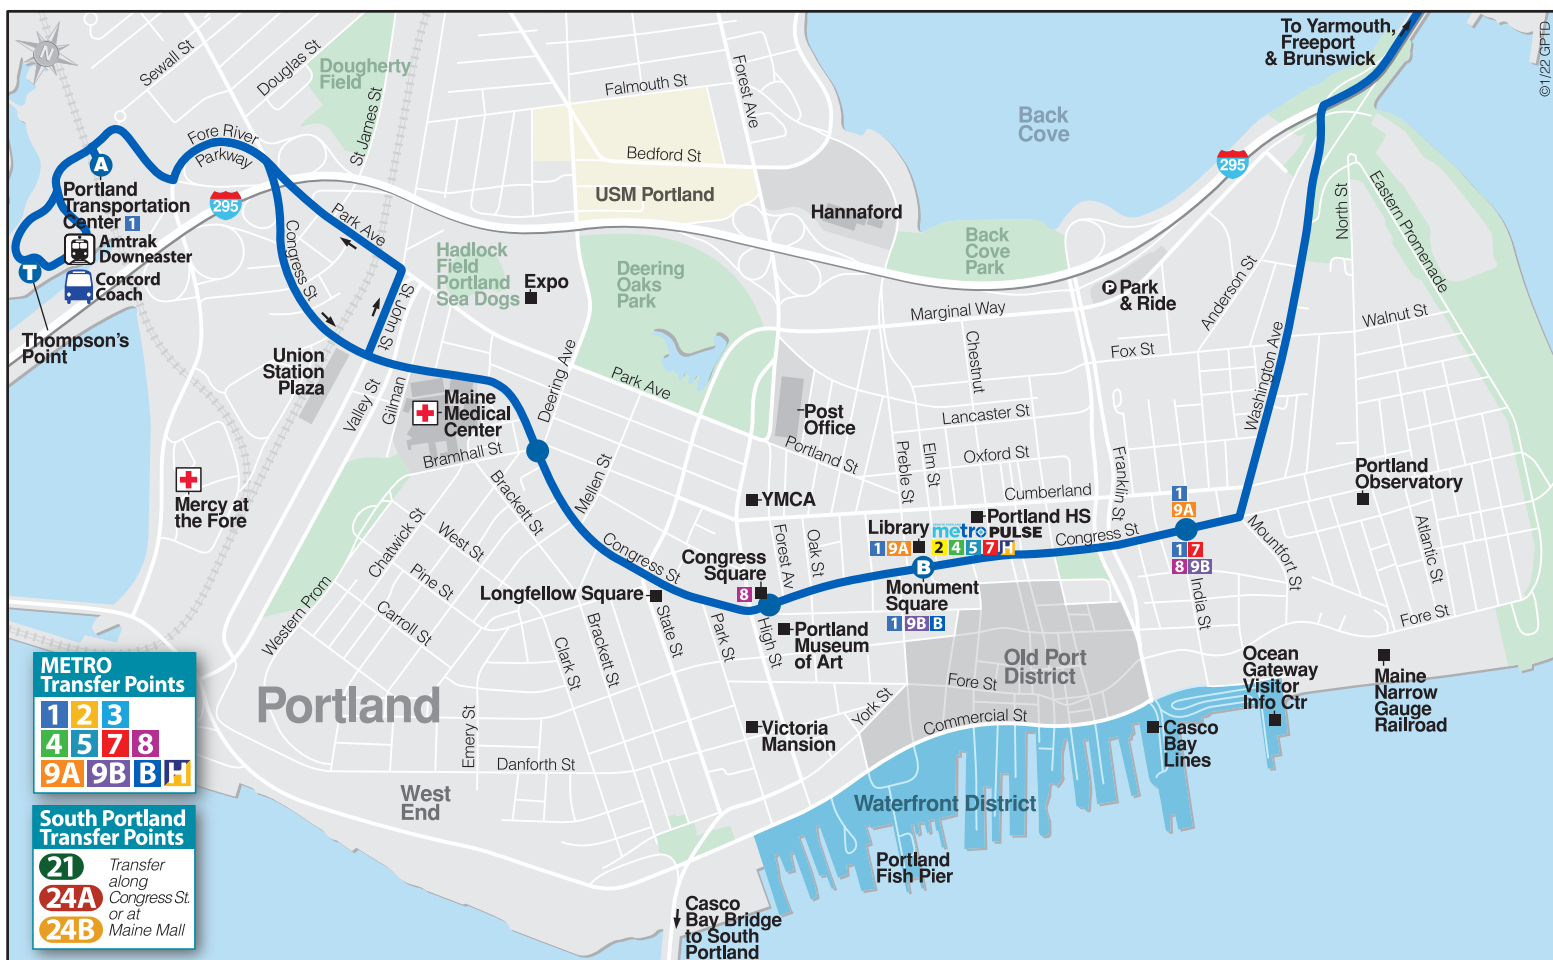 To Yarmouth,
Freeport
& Brunswick
©1/22 GPTD
N
Sewall St
Douglas St
Dougherty
Field
St James St
Falmouth St
Forest Ave
Back
Cove
Fore River
Parkway
Bedford St
USM Portland
295
295
A
Portland
Transportation
Center 1
Amtrak
Downeaster
T
Concord
Coach
Thompson's
Point
Park Ave
Congress St
St John St
Hadlock
Field
Portland
Sea Dogs
Expo
Deering
Oaks
Park
Hannaford
Back
Cove
Park
P Park
& Ride
North St
Eastern Promenade
Anderson St
Marginal Way
Walnut St
Washington Ave
Fox St
Chestnut
Union
Station
Plaza
Valley St
Gilman
Maine
Medical
Center
Deering Ave
Park Ave
Post
Office
Lancaster St
Bramhall St
Portland St
Preble St
Elm St
Oxford St
Franklin St
Portland
Observatory
Mercy at
the Fore
Brackett St
Mellen St
YMCA
Cumberland
1
9A
Library
metro PULSE
Portland HS
1 9A
2 4 5 7 H
Congress St
Mountfort St
Atlantic St
Chatwick St
West St
Pine St
Congress St
Congress
Square
8
Forest Av
Oak St
B
Monument
Square
1 9B B
1 7
8 9B
India St
Fore St
Longfellow Square
Western Prom
Carroll St
Clark St
Brackett St
State St
Park St
High St
Portland
Museum
of Art
Old Port
District
Fore St
Ocean
Gateway
Visitor
Info Ctr
Maine
Narrow
Gauge
Railroad
METRO
Transfer Points
1 2 3
4 5 7 8
9A 9B B H
Portland
Emery St
Victoria
Mansion
York St
Commercial St
Casco
Bay
Lines
Danforth St
West
End
Waterfront District
South Portland
Transfer Points
21
24A
24B
Transfer
along
Congress St.
or at
Maine Mall
Portland
Fish Pier
Casco
Bay Bridge
to South
Portland